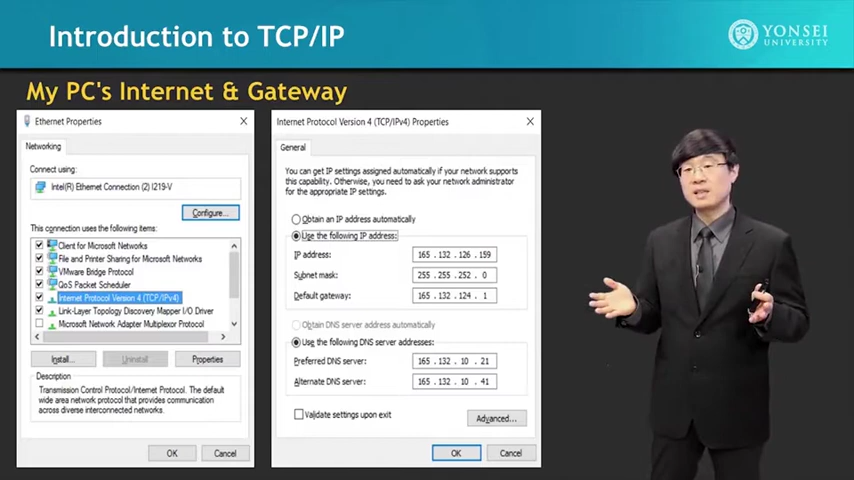 Introduction to TCP/IP
YONSEI
UNIVERSITY
My PC's Internet & Gateway
Ethernet Properties
Networking
Connect using:
Intel(R) Ethernet Connection (2) I219-V
Configure...
This connection uses the following items:
Client for Microsoft Networks
File and Printer Sharing for Microsoft Networks
VMware Bridge Protocol
QoS Packet Scheduler
Internet Protocol Version 4 (TCP/IPv4)
Link-Layer Topology Discovery Mapper I/O Driver
Microsoft Network Adapter Multiplexor Protocol
Install...
Uninstall
Properties
Description
Transmission Control Protocol/Internet Protocol. The default
wide area network protocol that provides communication
across diverse interconnected networks.
OK
Cancel
Internet Protocol Version 4 (TCP/IPv4) Properties
General
You can get IP settings assigned automatically if your network supports
this capability. Otherwise, you need to ask your network administrator
for the appropriate IP settings.
Obtain an IP address automatically
Use the following IP address:
IP address: 165 . 132 . 126 . 159
Subnet mask: 255 . 255 . 252 . 0
Default gateway: 165 . 132 . 124 . 1
Obtain DNS server address automatically
Use the following DNS server addresses:
Preferred DNS server: 165 . 132 . 10 . 21
Alternate DNS server: 165 . 132 . 10 . 41
Validate settings upon exit
Advanced...
OK
Cancel